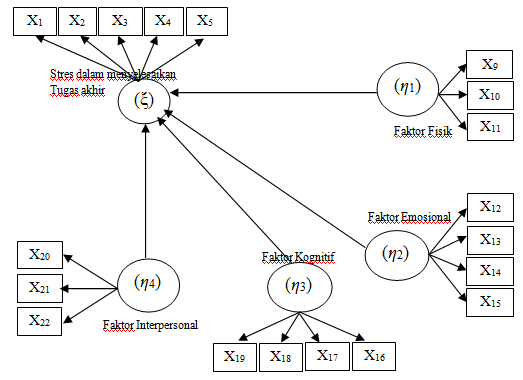 X1 X2 X3 X4 X5
Stres dalam menyelesaikan
Tugas akhir
(ξ)
(η1)
Faktor Fisik
X9
X10
X11
Faktor Emosional
(η2)
X12
X13
X14
X15
Faktor Kognitif
(η3)
X19 X18 X17 X16
X20
X21
X22
(η4)
Faktor Interpersonal